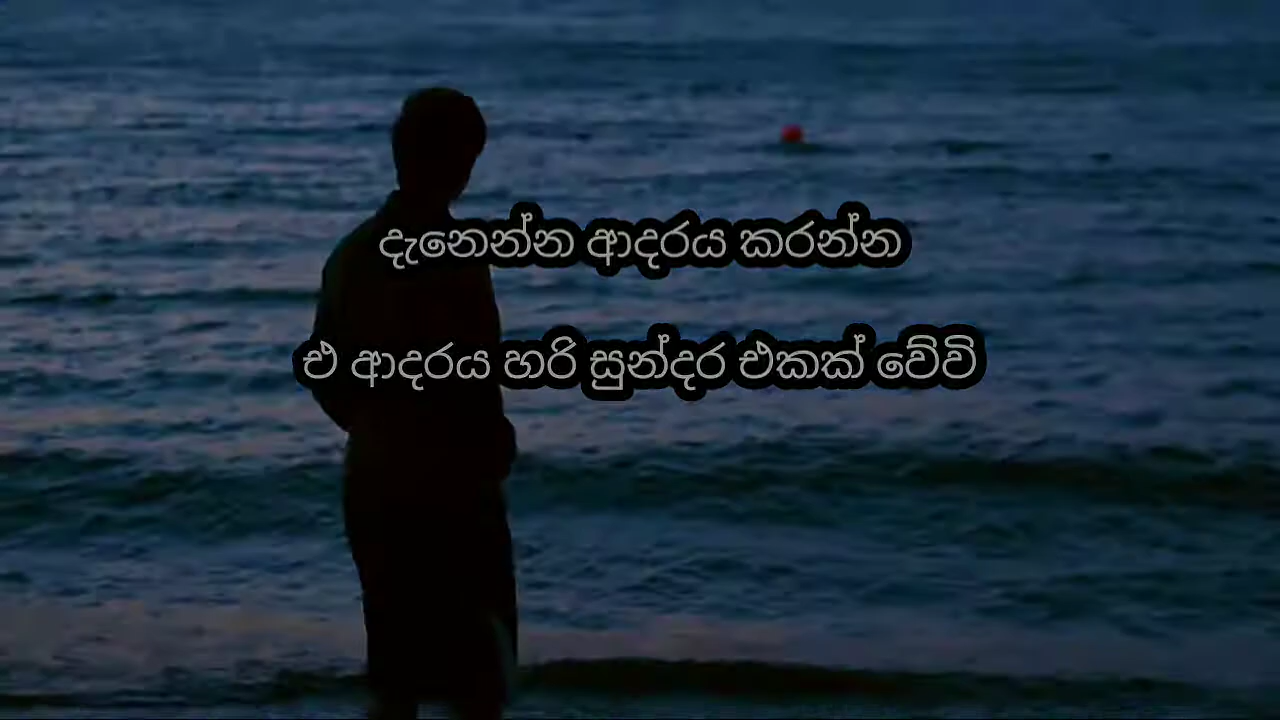 දැනෙන්න ආදරය කරන්න
එ ආදරය හරි සුන්දර එකක් වේවි